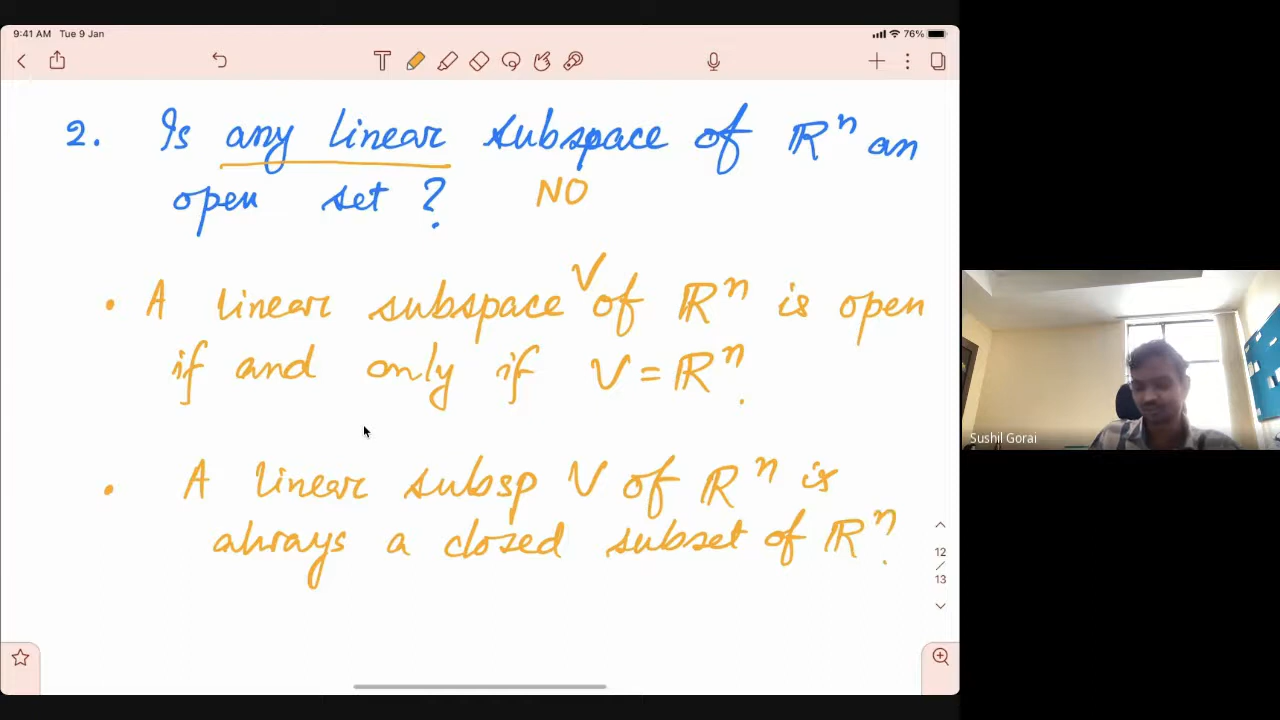 9:41 AM Tue 9 Jan
76%
2. Is any linear subspace of ℝⁿ an
open set ? NO
• A linear subspace V of ℝⁿ is open
if and only if V = ℝⁿ.
• A linear subsp V of ℝⁿ is
always a closed subset of ℝⁿ.
12
/
13
Sushil Gorai